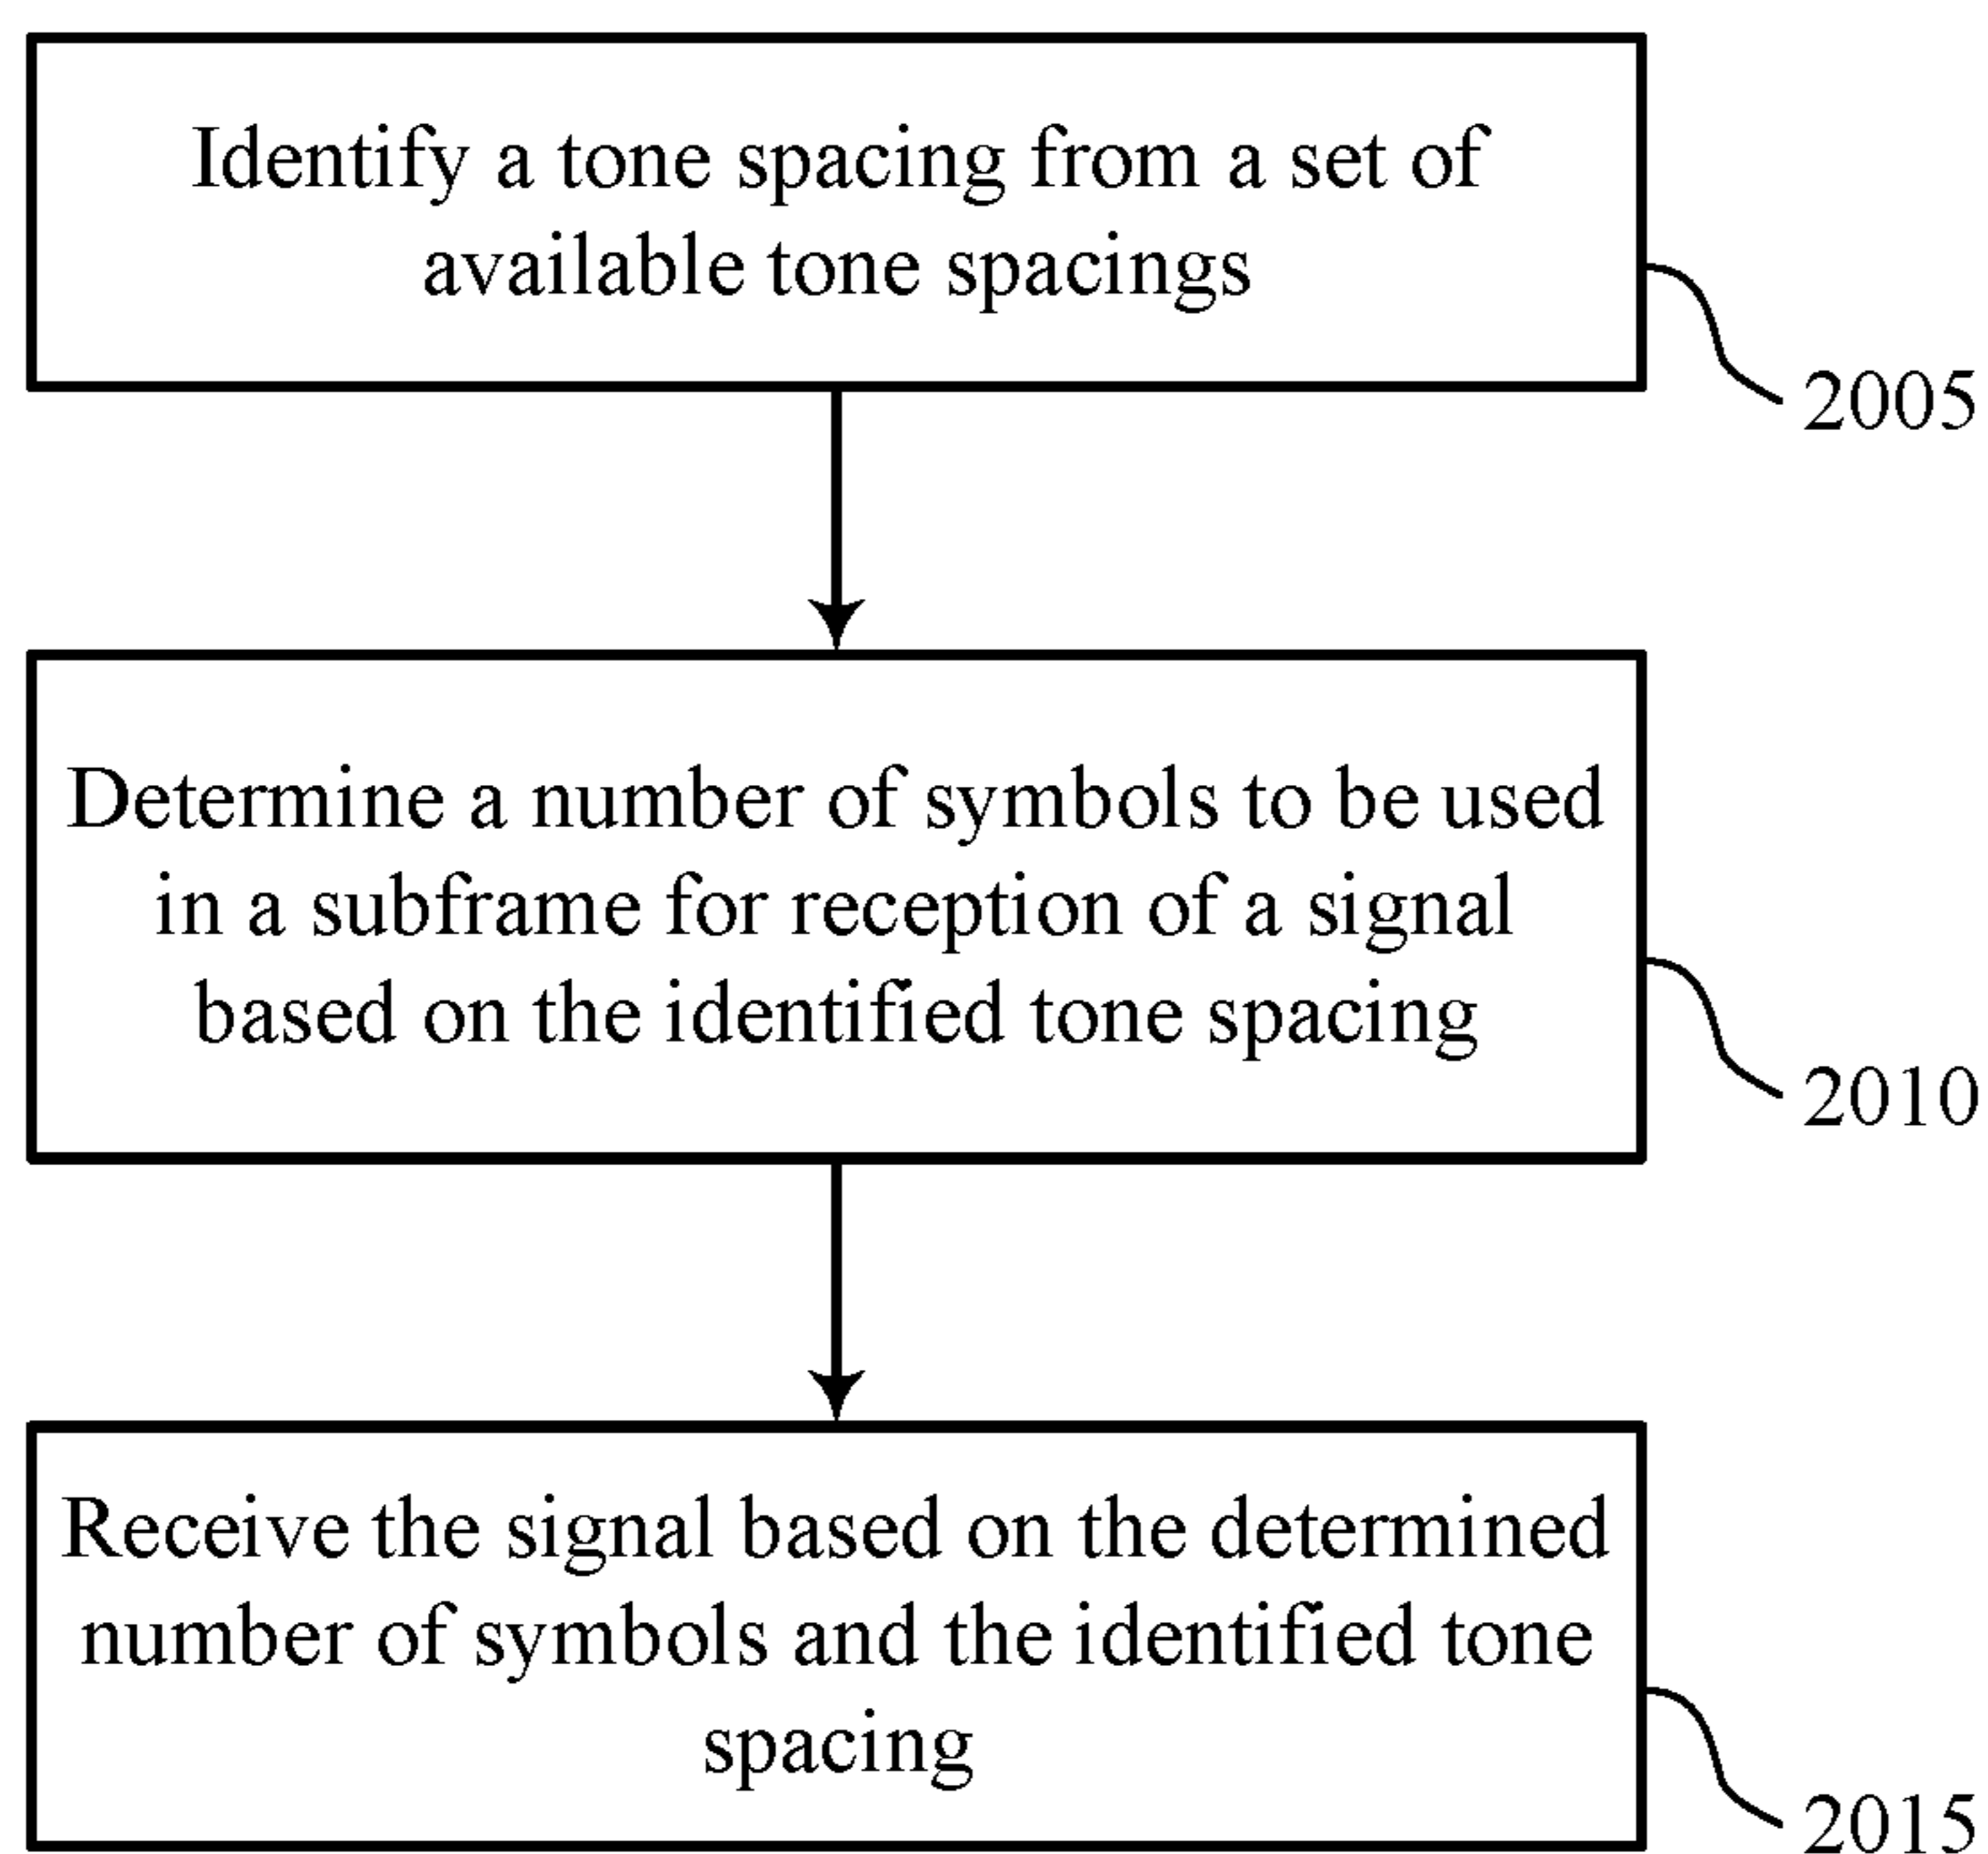 Identify a tone spacing from a set of
available tone spacings
2005
Determine a number of symbols to be used
in a subframe for reception of a signal
based on the identified tone spacing
2010
Receive the signal based on the determined
number of symbols and the identified tone
spacing
2015